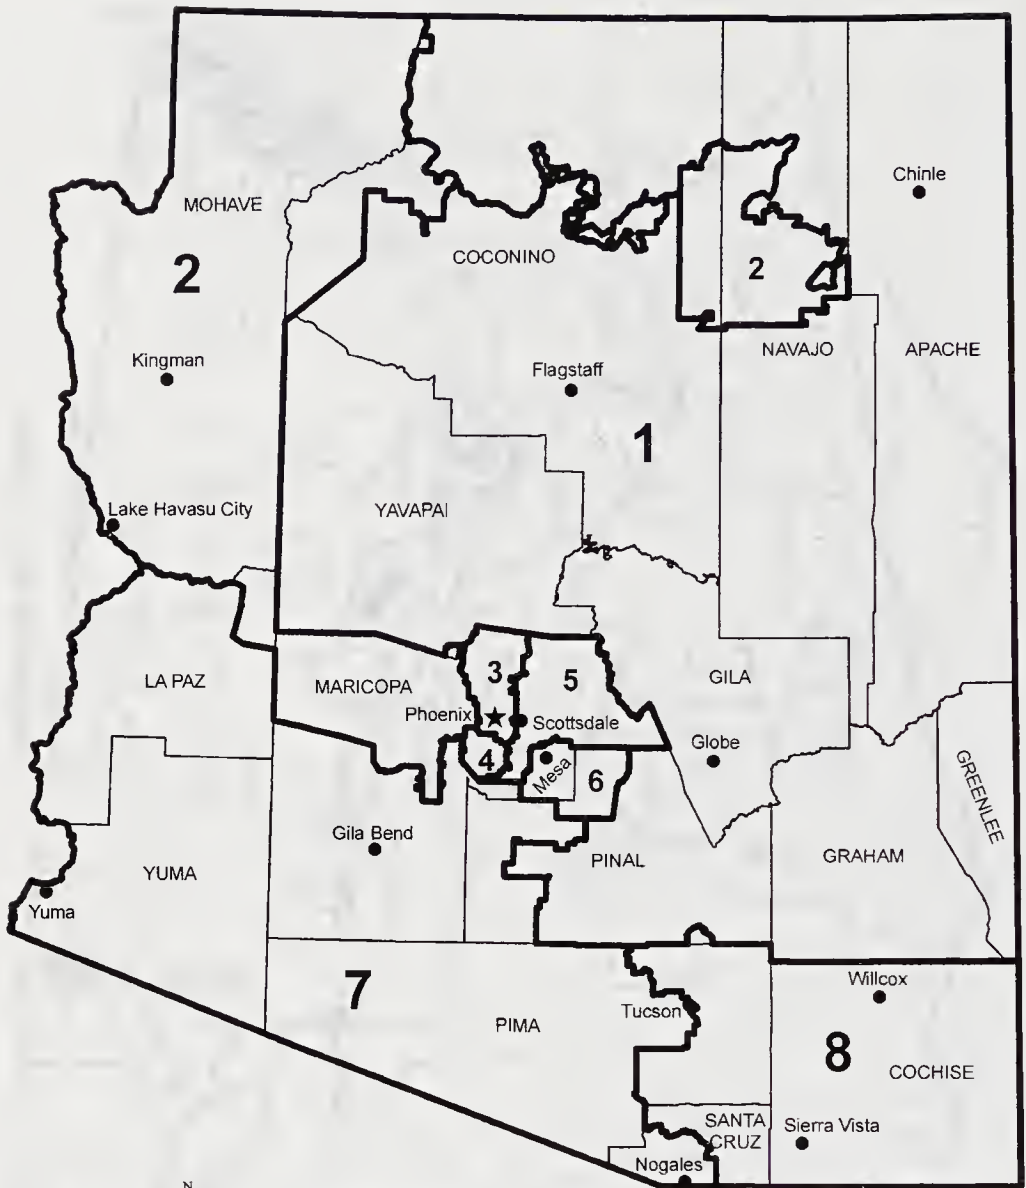 Chinle
MOHAVE
COCONINO
2
2
Kingman
NAVAJO
APACHE
Flagstaff
1
Lake Havasu City
YAVAPAI
LA PAZ
MARICOPA
3
5
GILA
Phoenix
Scottsdale
4
Mesa
6
Globe
GREENLEE
Gila Bend
YUMA
PINAL
GRAHAM
Yuma
7
Willcox
Tucson
PIMA
8
COCHISE
SANTA
CRUZ
Sierra Vista
Nogales
N